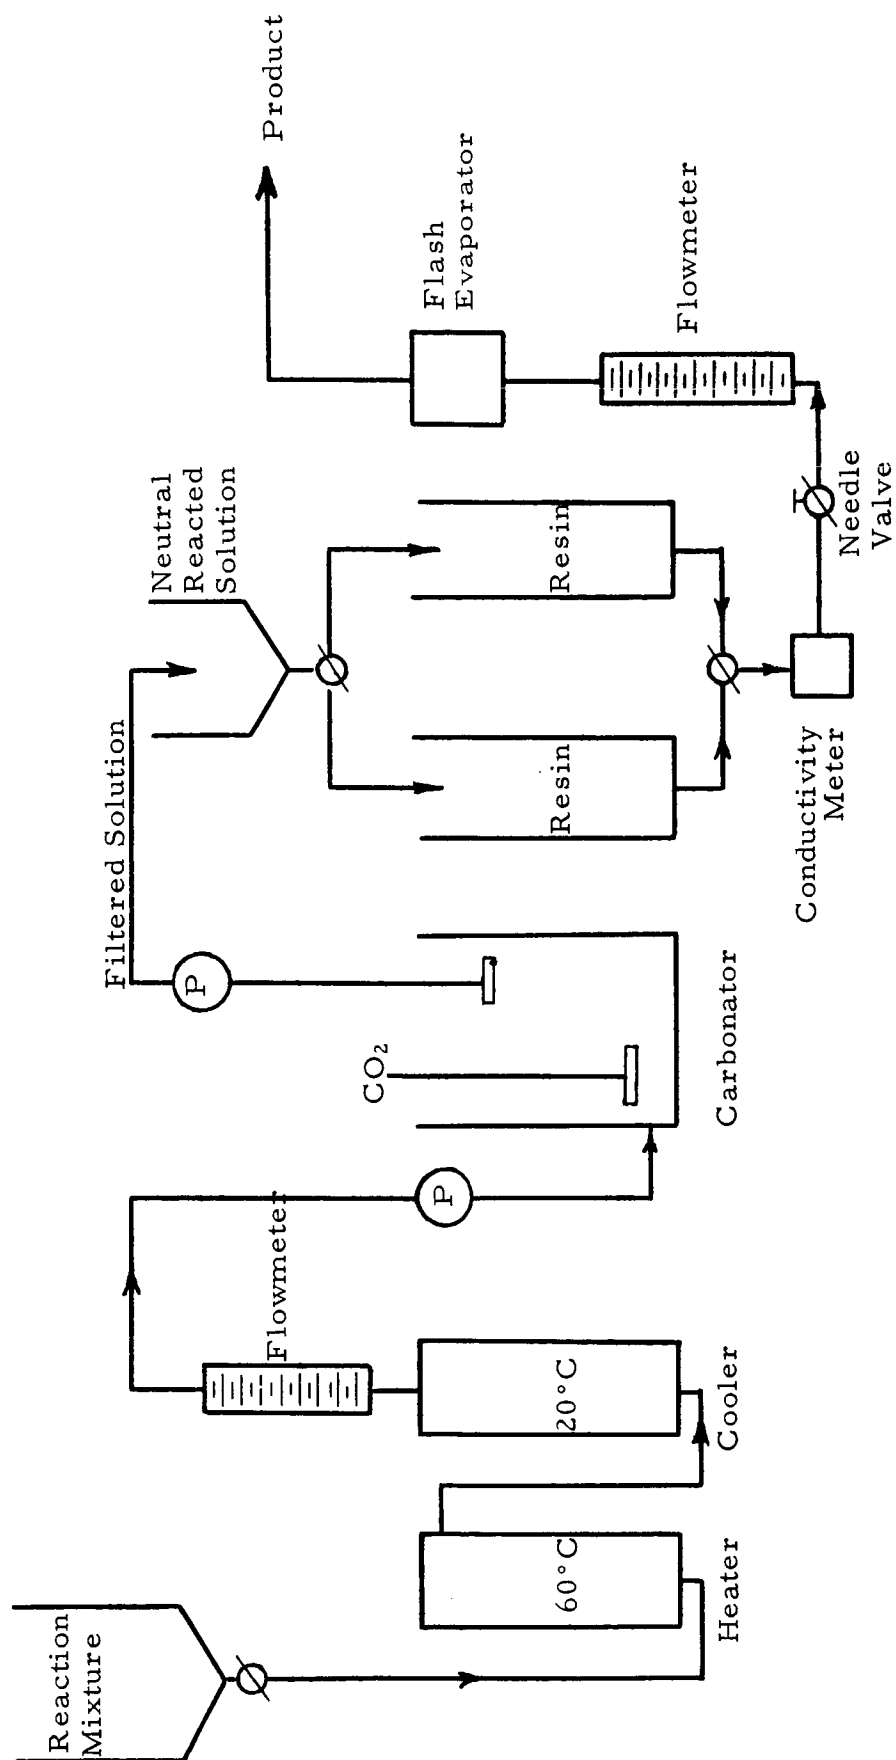 Reaction
Mixture
60°C
Heater
20°C
Cooler
Flowmeter
P
CO₂
Carbonator
P
Filtered Solution
Neutral
Reacted
Solution
Resin
Resin
Conductivity
Meter
Needle
Valve
Flowmeter
Flash
Evaporator
Product